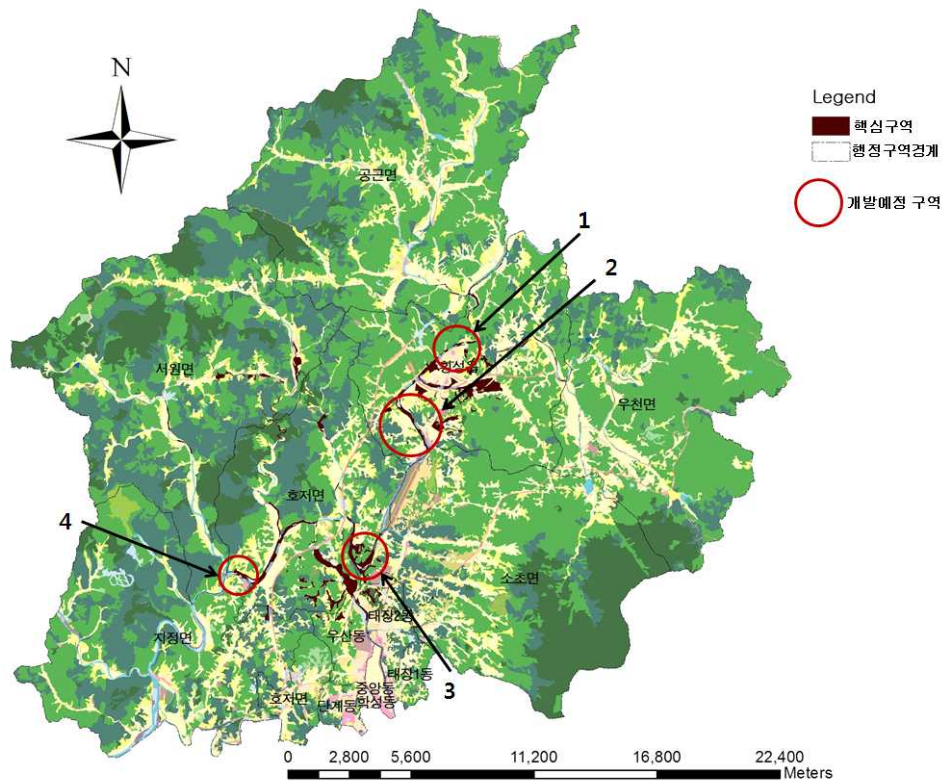 N
Legend
핵심구역
행정구역경계
개발예정 구역
공근면
1
2
횡성읍
서원면
우천면
호저면
4
소초면
태장2동
우산동
지정면
태장1동
3
중앙동
학성동
호저면
단계동
0 2,800 5,600 11,200 16,800 22,400
Meters